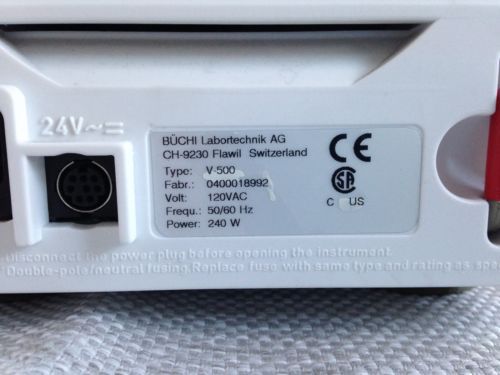 24V~⎓
BÜCHI Labortechnik AG
CH-9230 Flawil Switzerland
Type: V-500
Fabr.: 0400018992
Volt: 120VAC
Frequ.: 50/60 Hz
Power: 240 W
CE
SA
C US
Disconnect the power plug before opening the instrument.
Double-pole/neutral fusing. Replace fuse with same type and rating as